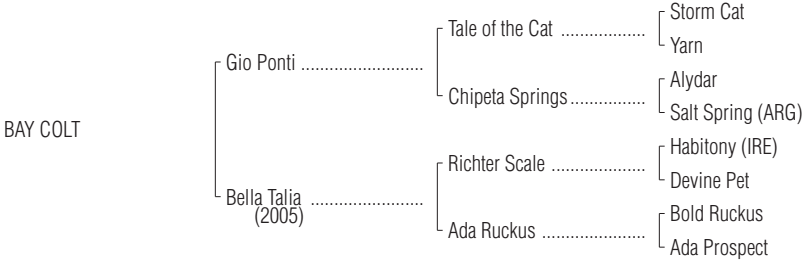 Storm Cat
Tale of the Cat ..................
Yarn
Gio Ponti ..........................
Alydar
Chipeta Springs ................
Salt Spring (ARG)
BAY COLT
Habitony (IRE)
Richter Scale ....................
Devine Pet
Bella Talia ........................
(2005)
Bold Ruckus
Ada Ruckus ......................
Ada Prospect